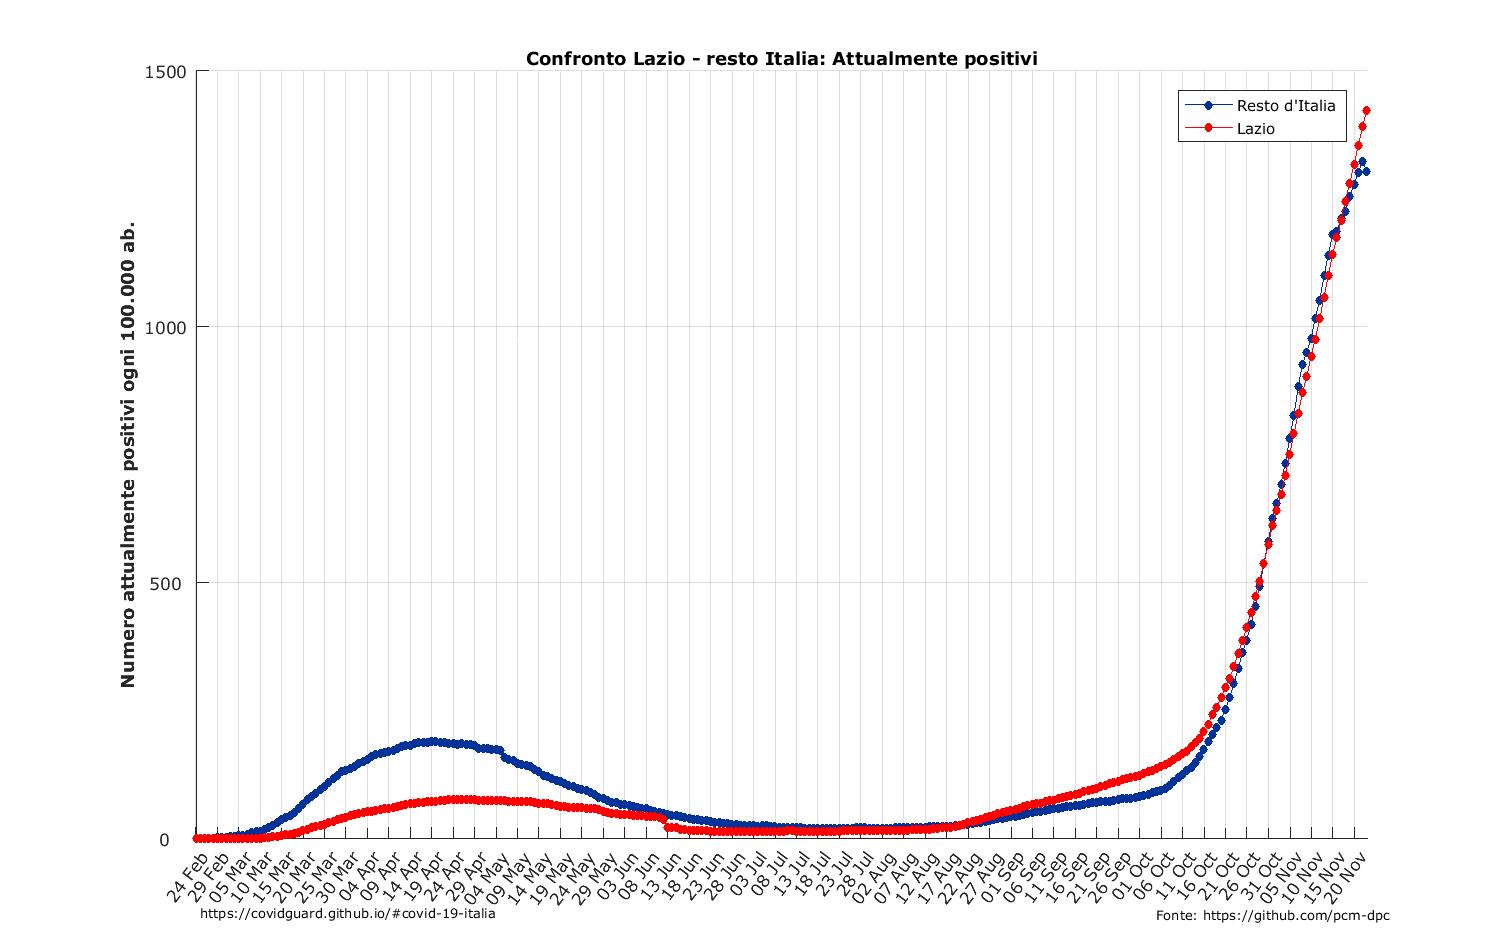 Confronto Lazio - resto Italia: Attualmente positivi
Numero attualmente positivi ogni 100.000 ab.
1500
1000
500
0
Resto d'Italia
Lazio
24 Feb
29 Feb
05 Mar
10 Mar
15 Mar
20 Mar
25 Mar
30 Mar
04 Apr
09 Apr
14 Apr
19 Apr
24 Apr
29 Apr
04 May
09 May
14 May
19 May
24 May
29 May
03 Jun
08 Jun
13 Jun
18 Jun
23 Jun
28 Jun
03 Jul
08 Jul
13 Jul
18 Jul
23 Jul
28 Jul
02 Aug
07 Aug
12 Aug
17 Aug
22 Aug
27 Aug
01 Sep
06 Sep
11 Sep
16 Sep
21 Sep
26 Sep
01 Oct
06 Oct
11 Oct
16 Oct
21 Oct
26 Oct
31 Oct
05 Nov
10 Nov
15 Nov
20 Nov
https://covidguard.github.io/#covid-19-italia
Fonte: https://github.com/pcm-dpc